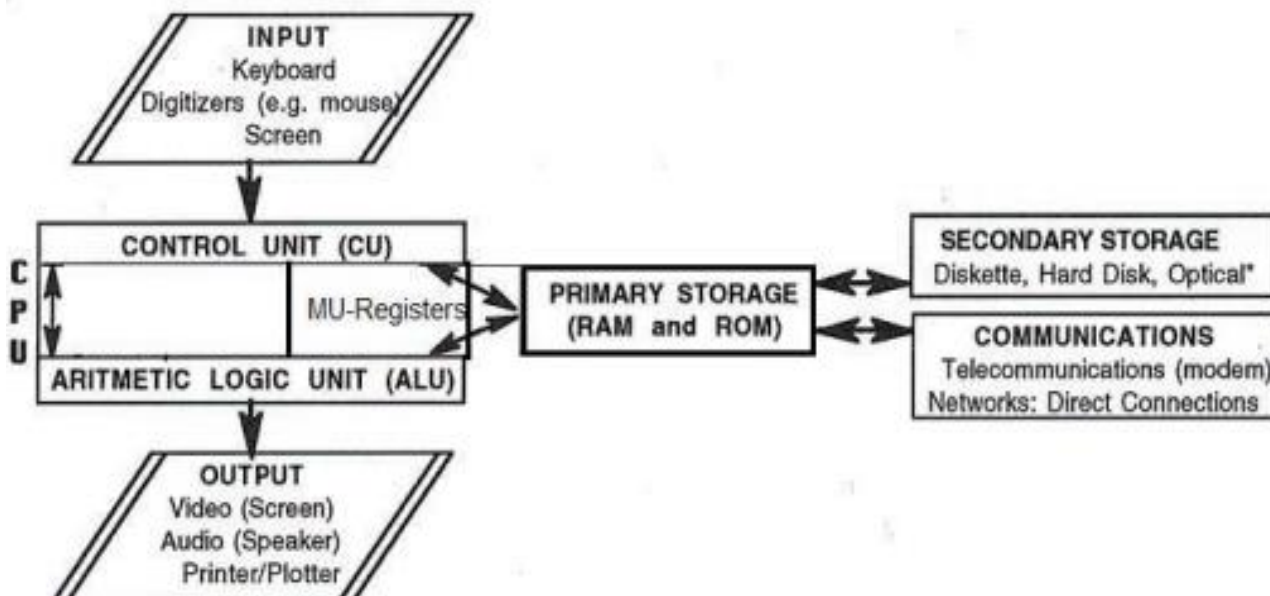 INPUT
Keyboard
Digitizers (e.g. mouse)
Screen
CONTROL UNIT (CU)
C
P
U
MU-Registers
ARITMETIC LOGIC UNIT (ALU)
PRIMARY STORAGE
(RAM and ROM)
SECONDARY STORAGE
Diskette, Hard Disk, Optical*
COMMUNICATIONS
Telecommunications (modem)
Networks: Direct Connections
OUTPUT
Video (Screen)
Audio (Speaker)
Printer/Plotter